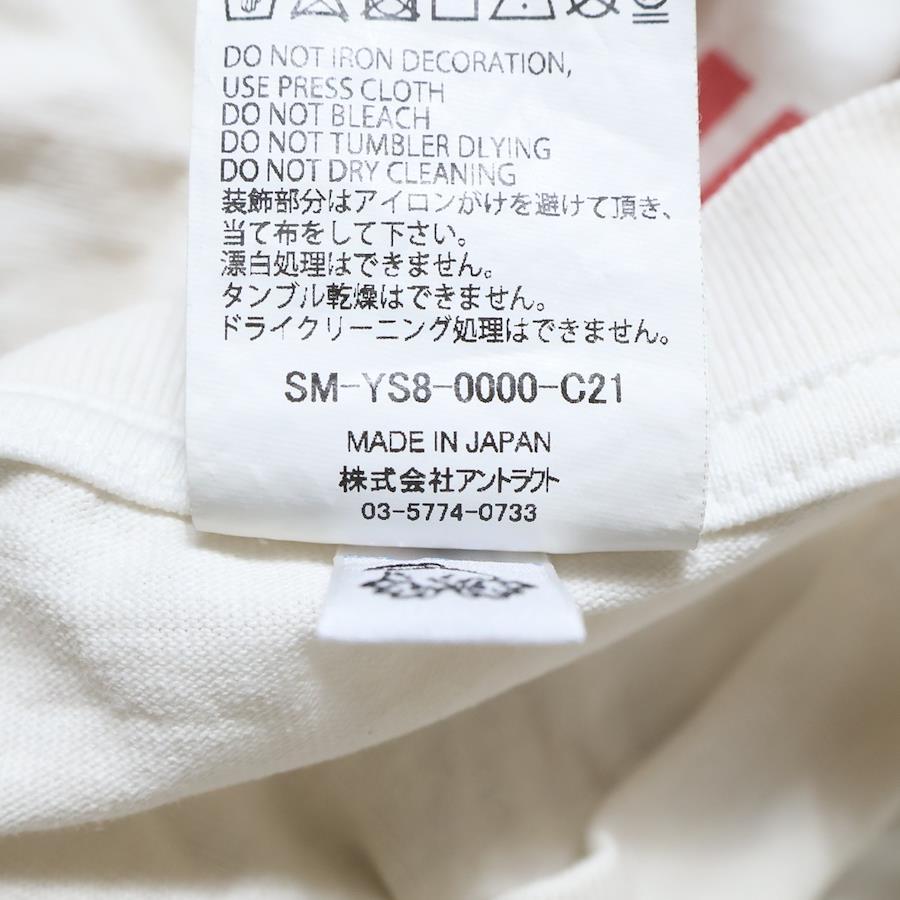 DO NOT IRON DECORATION,
USE PRESS CLOTH
DO NOT BLEACH
DO NOT TUMBLER DLYING
DO NOT DRY CLEANING
装飾部分はアイロンがけを避けて頂き、
当て布をして下さい。
漂白処理はできません。
タンブル乾燥はできません。
ドライクリーニング処理はできません。
SM-YS8-0000-C21
MADE IN JAPAN
株式会社アントラクト
03-5774-0733